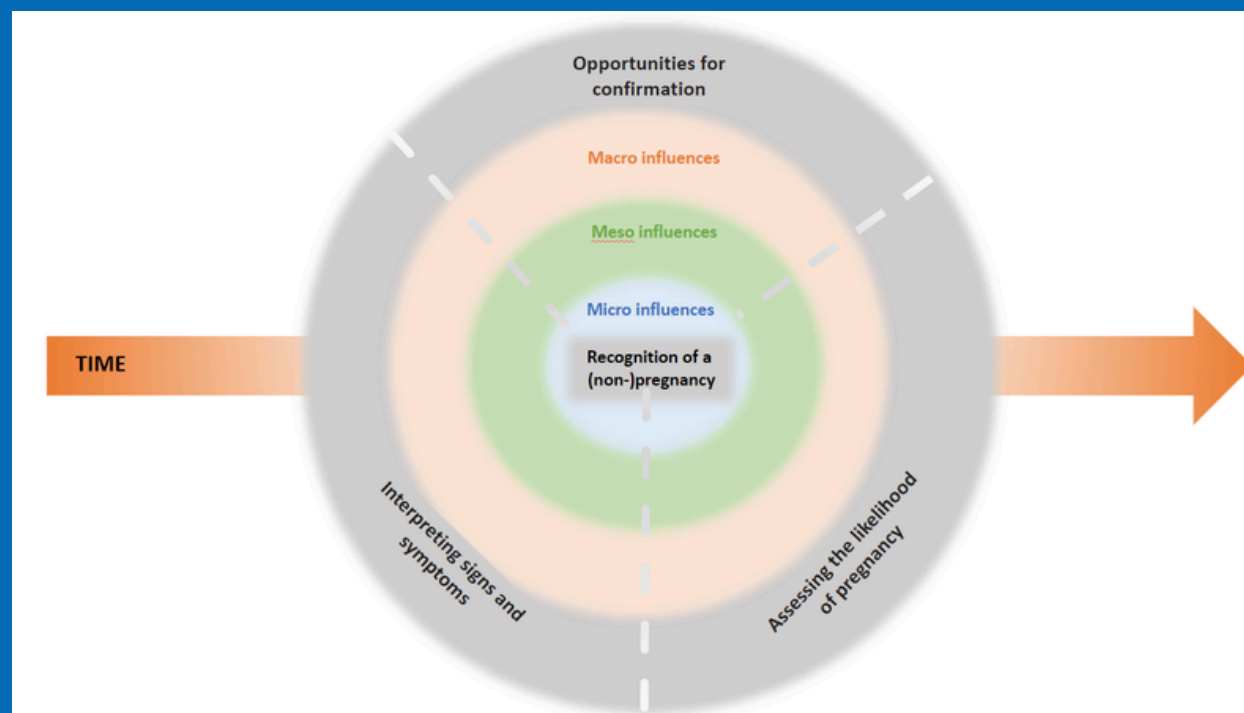 Opportunities for
confirmation
Macro influences
Meso influences
Micro influences
Recognition of a
(non-)pregnancy
TIME
Interpreting signs and
symptoms
Assessing the likelihood
of pregnancy